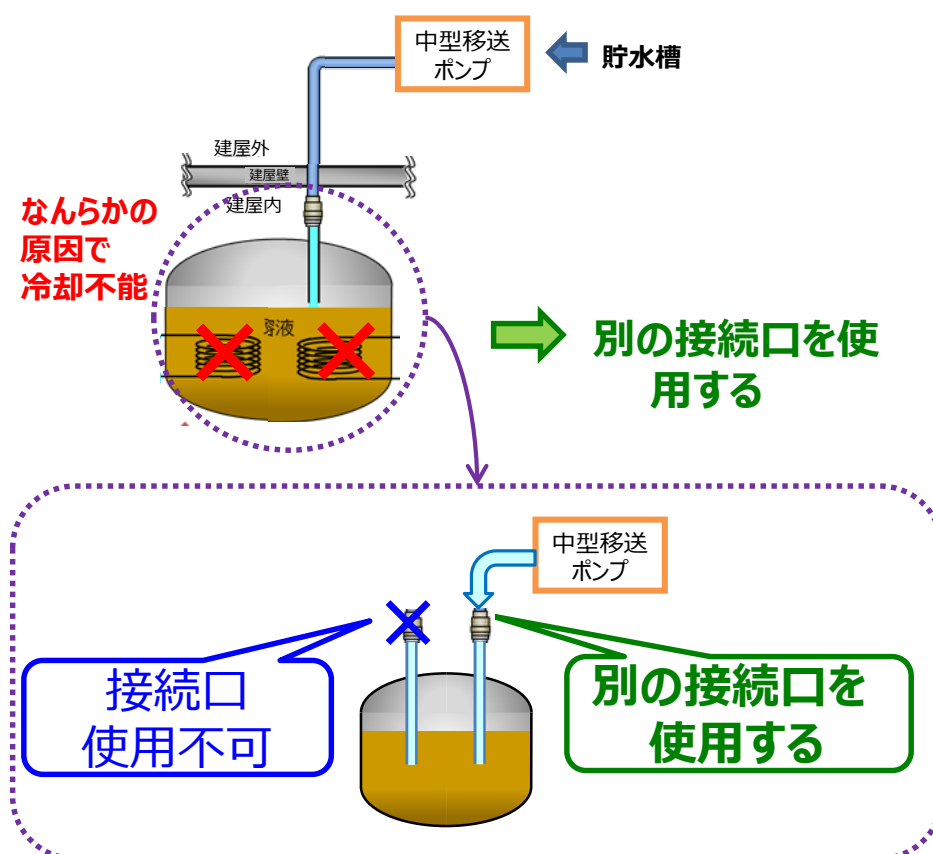 中型移送
ポンプ
貯水槽
建屋外
建屋壁
建屋内
なんらかの
原因で
冷却不能
溶液
別の接続口を使
用する
中型移送
ポンプ
接続口
使用不可
別の接続口を
使用する